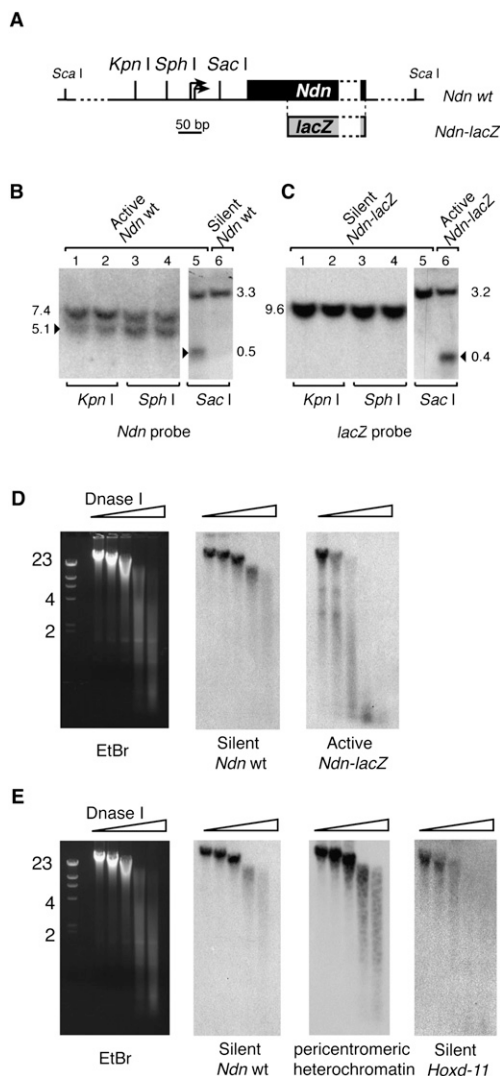 A
Kpn I Sph I Sac I
Sca I Sca I
Ndn Ndn wt
50 bp lacZ Ndn-lacZ
B
Active Ndn wt
Silent Ndn wt
1 2 3 4 5 6
7.4
5.1
3.3
0.5
Kpn I Sph I Sac I
Ndn probe
C
Silent Ndn-lacZ
Active Ndn-lacZ
1 2 3 4 5 6
9.6
3.2
0.4
Kpn I Sph I Sac I
lacZ probe
D
Dnase I
23
4
2
EtBr
Silent Ndn wt
Active Ndn-lacZ
E
Dnase I
23
4
2
EtBr
Silent Ndn wt
pericentromeric heterochromatin
Silent Hoxd-11